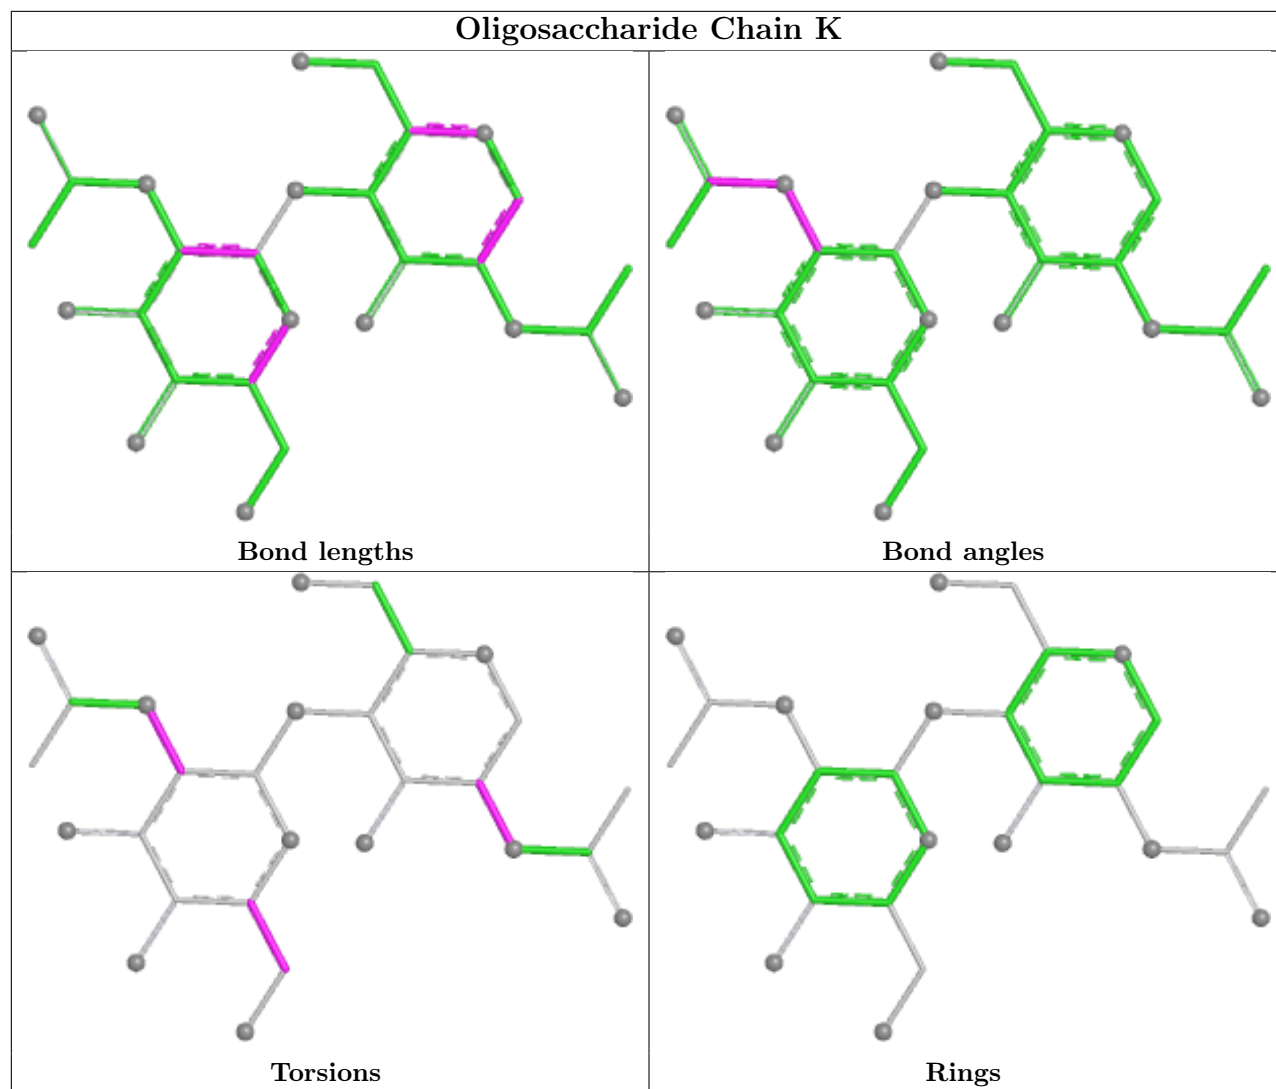 Oligosaccharide Chain K
Bond lengths
Bond angles
Torsions
Rings